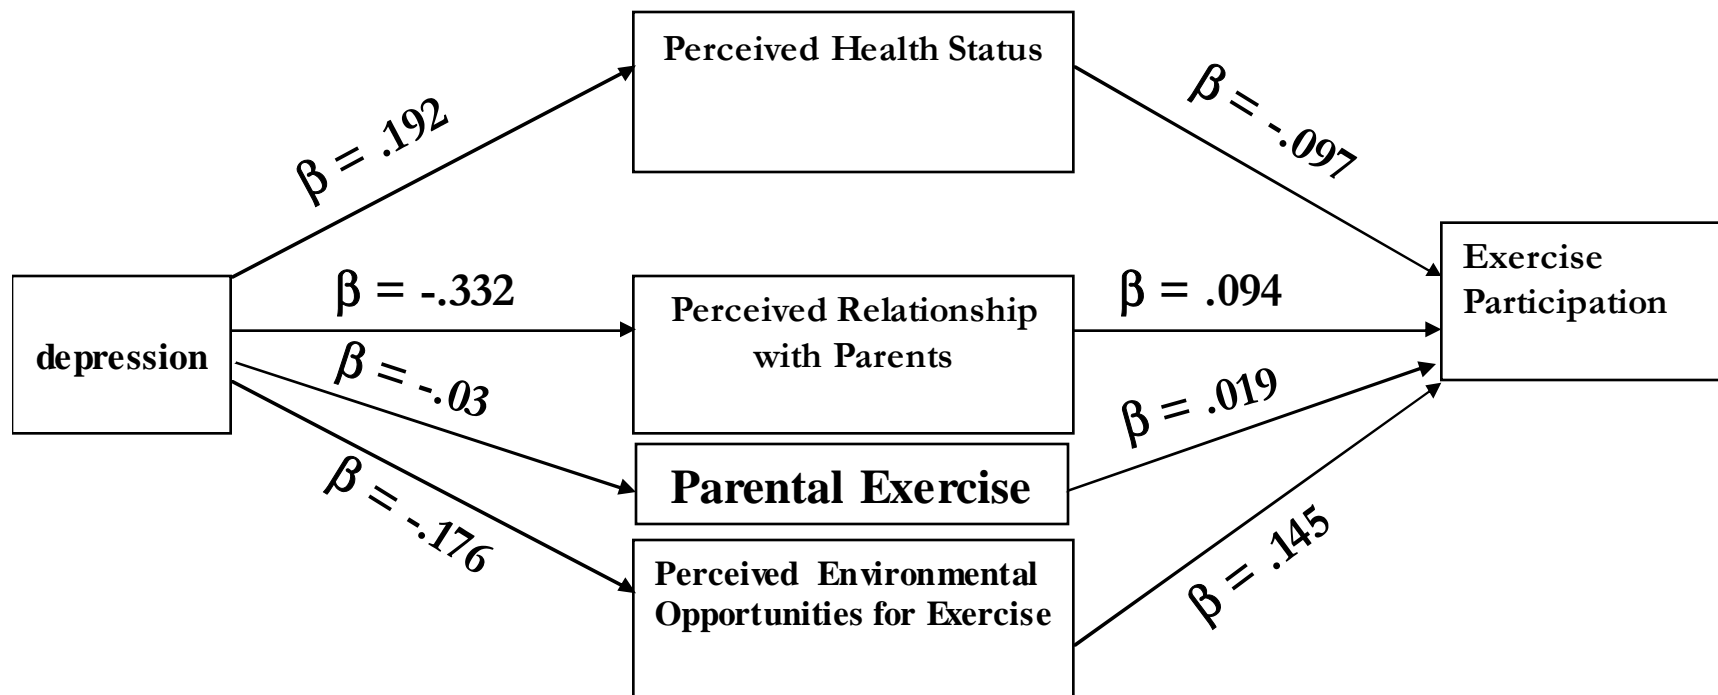 Perceived Health Status
β = .192
β = -.097
Exercise
Participation
β = -.332
Perceived Relationship
with Parents
β = .094
depression
β = -.03
β = .019
Parental Exercise
β = -.176
Perceived Environmental
Opportunities for Exercise
β = .145